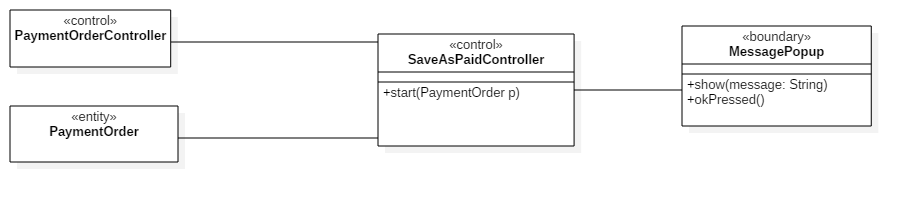 «control»
PaymentOrderController
«entity»
PaymentOrder
«control»
SaveAsPaidController
+start(PaymentOrder p)
«boundary»
MessagePopup
+show(message: String)
+okPressed()